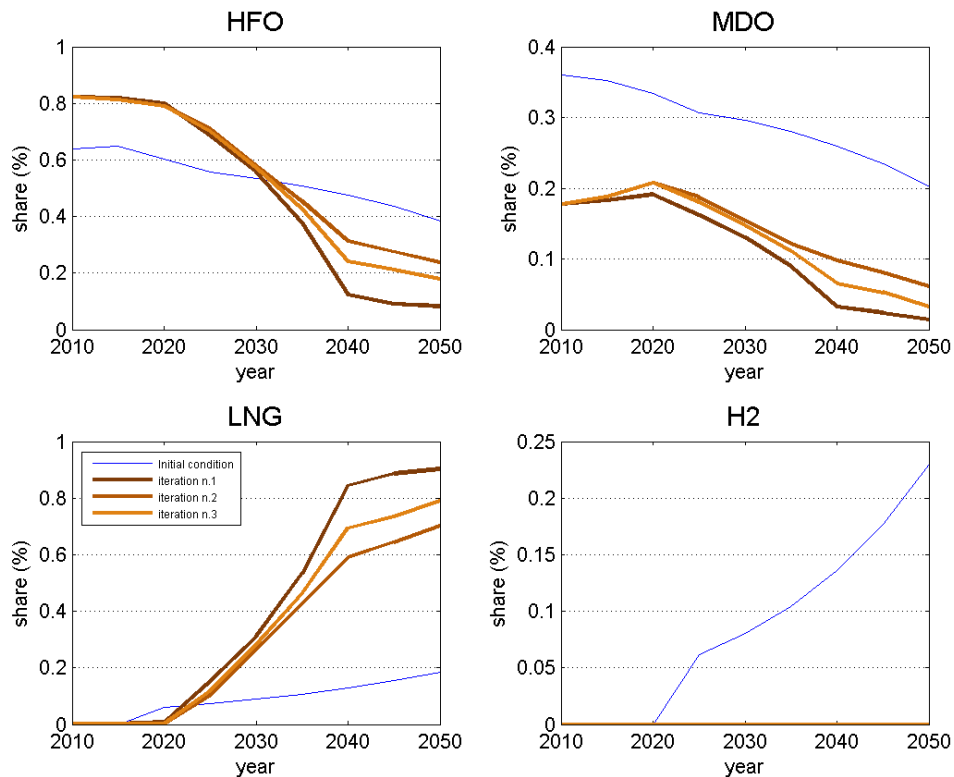 HFO
MDO
1
0.8
0.6
0.4
0.2
0
share (%)
2010 2020 2030 2040 2050
year
0.4
0.3
0.2
0.1
0
share (%)
2010 2020 2030 2040 2050
year
LNG
H2
1
0.8
0.6
0.4
0.2
0
share (%)
Initial condition
iteration n.1
iteration n.2
iteration n.3
2010 2020 2030 2040 2050
year
0.25
0.2
0.15
0.1
0.05
0
share (%)
2010 2020 2030 2040 2050
year